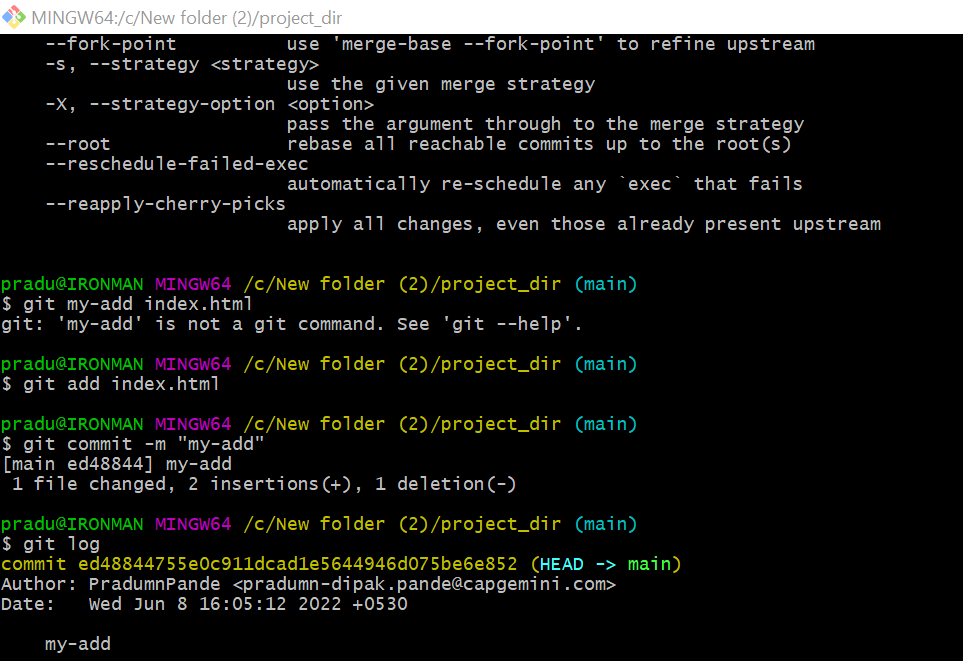 MINGW64:/c/New folder (2)/project_dir
--fork-point          use 'merge-base --fork-point' to refine upstream
-s, --strategy <strategy>
use the given merge strategy
-X, --strategy-option <option>
pass the argument through to the merge strategy
--root                rebase all reachable commits up to the root(s)
--reschedule-failed-exec
automatically re-schedule any `exec` that fails
--reapply-cherry-picks
apply all changes, even those already present upstream
pradu@IRONMAN MINGW64 /c/New folder (2)/project_dir (main)
$ git my-add index.html
git: 'my-add' is not a git command. See 'git --help'.
pradu@IRONMAN MINGW64 /c/New folder (2)/project_dir (main)
$ git add index.html
pradu@IRONMAN MINGW64 /c/New folder (2)/project_dir (main)
$ git commit -m "my-add"
[main ed48844] my-add
1 file changed, 2 insertions(+), 1 deletion(-)
pradu@IRONMAN MINGW64 /c/New folder (2)/project_dir (main)
$ git log
commit ed48844755e0c911dcad1e5644946d075be6e852 (HEAD -> main)
Author: PradumnPande <pradumn-dipak.pande@capgemini.com>
Date:   Wed Jun 8 16:05:12 2022 +0530
my-add